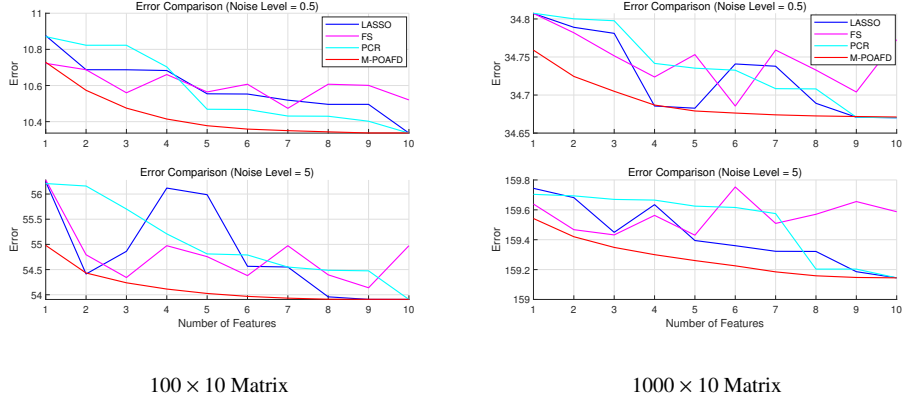 Error Comparison (Noise Level = 0.5)
11
10.8
10.6
10.4
Error
1 2 3 4 5 6 7 8 9 10
LASSO
FS
PCR
M-POAFD
Error Comparison (Noise Level = 5)
56
55.5
55
54.5
54
Error
1 2 3 4 5 6 7 8 9 10
Number of Features
100 × 10 Matrix
Error Comparison (Noise Level = 0.5)
34.8
34.75
34.7
34.65
Error
1 2 3 4 5 6 7 8 9 10
LASSO
FS
PCR
M-POAFD
Error Comparison (Noise Level = 5)
159.8
159.6
159.4
159.2
159
Error
1 2 3 4 5 6 7 8 9 10
Number of Features
1000 × 10 Matrix